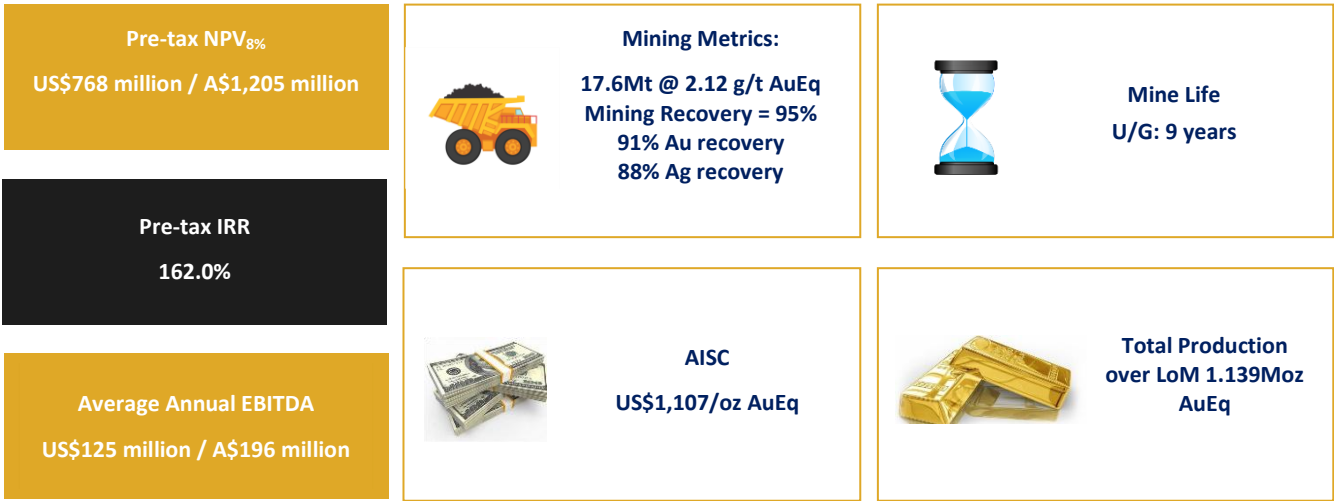 Pre-tax NPV8%
US$768 million / A$1,205 million
Pre-tax IRR
162.0%
Average Annual EBITDA
US$125 million / A$196 million
Mining Metrics:
17.6Mt @ 2.12 g/t AuEq
Mining Recovery = 95%
91% Au recovery
88% Ag recovery
Mine Life
U/G: 9 years
AISC
US$1,107/oz AuEq
Total Production
over LoM 1.139Moz
AuEq